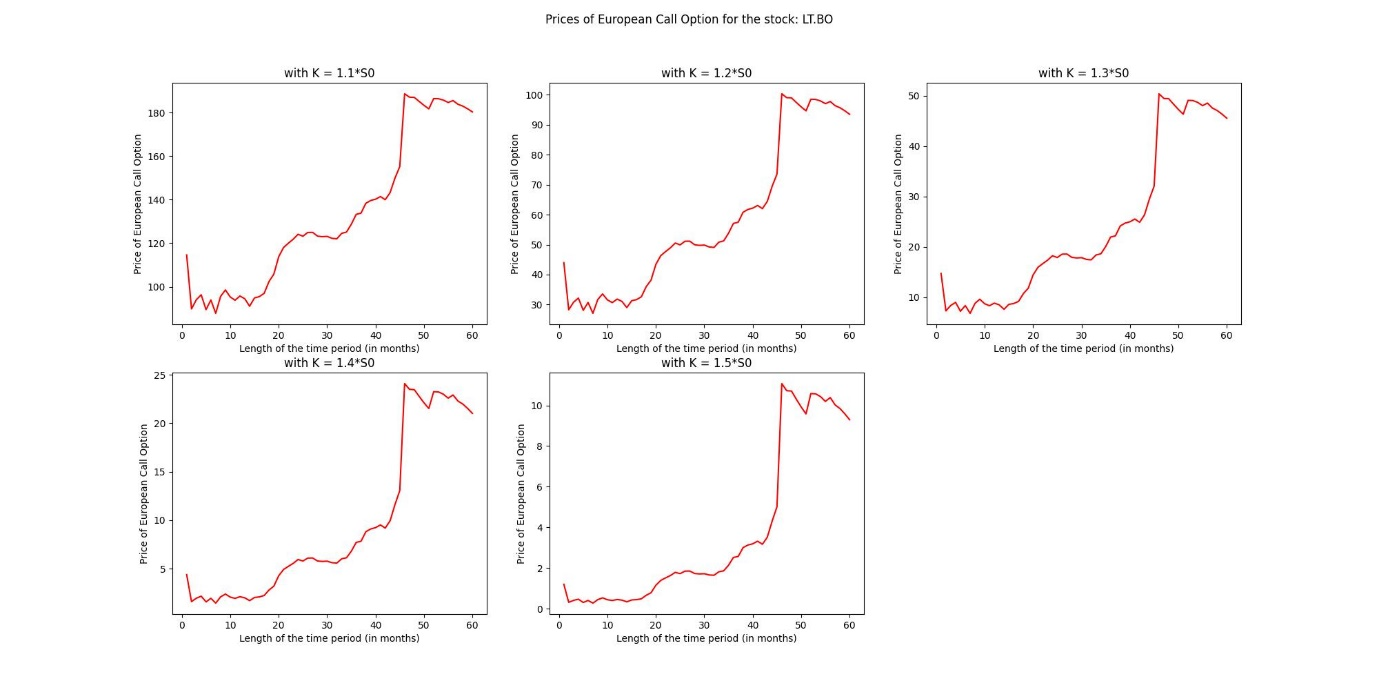 Prices of European Call Option for the stock: LT.BO
with K = 1.1*S0
Price of European Call Option
180
160
140
120
100
0 10 20 30 40 50 60
Length of the time period (in months)
with K = 1.2*S0
Price of European Call Option
100
90
80
70
60
50
40
30
0 10 20 30 40 50 60
Length of the time period (in months)
with K = 1.3*S0
Price of European Call Option
50
40
30
20
10
0 10 20 30 40 50 60
Length of the time period (in months)
with K = 1.4*S0
Price of European Call Option
25
20
15
10
5
0 10 20 30 40 50 60
Length of the time period (in months)
with K = 1.5*S0
Price of European Call Option
10
8
6
4
2
0
0 10 20 30 40 50 60
Length of the time period (in months)